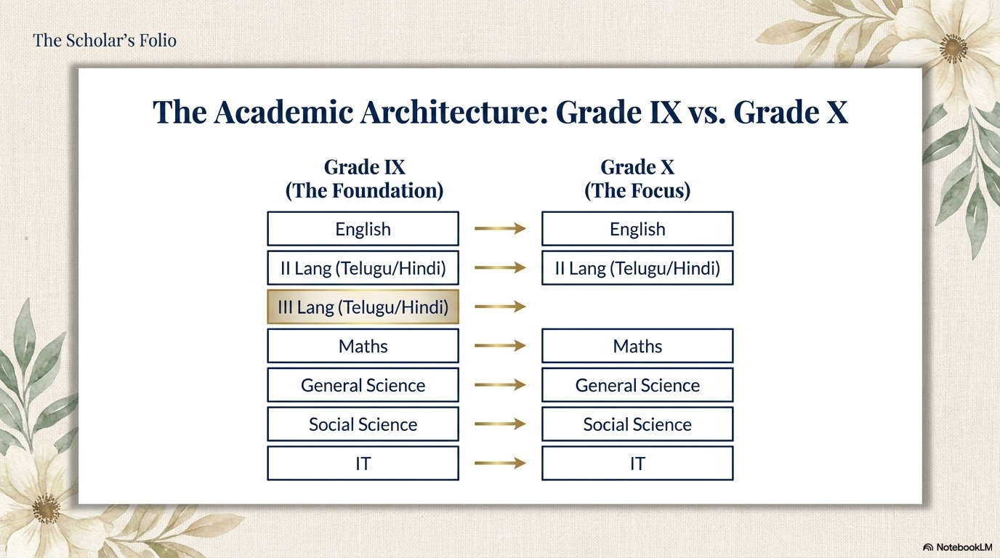 The Scholar’s Folio
The Academic Architecture: Grade IX vs. Grade X
Grade IX
(The Foundation)
Grade X
(The Focus)
English
English
II Lang (Telugu/Hindi)
II Lang (Telugu/Hindi)
III Lang (Telugu/Hindi)
Maths
Maths
General Science
General Science
Social Science
Social Science
IT
IT
NotebookLM